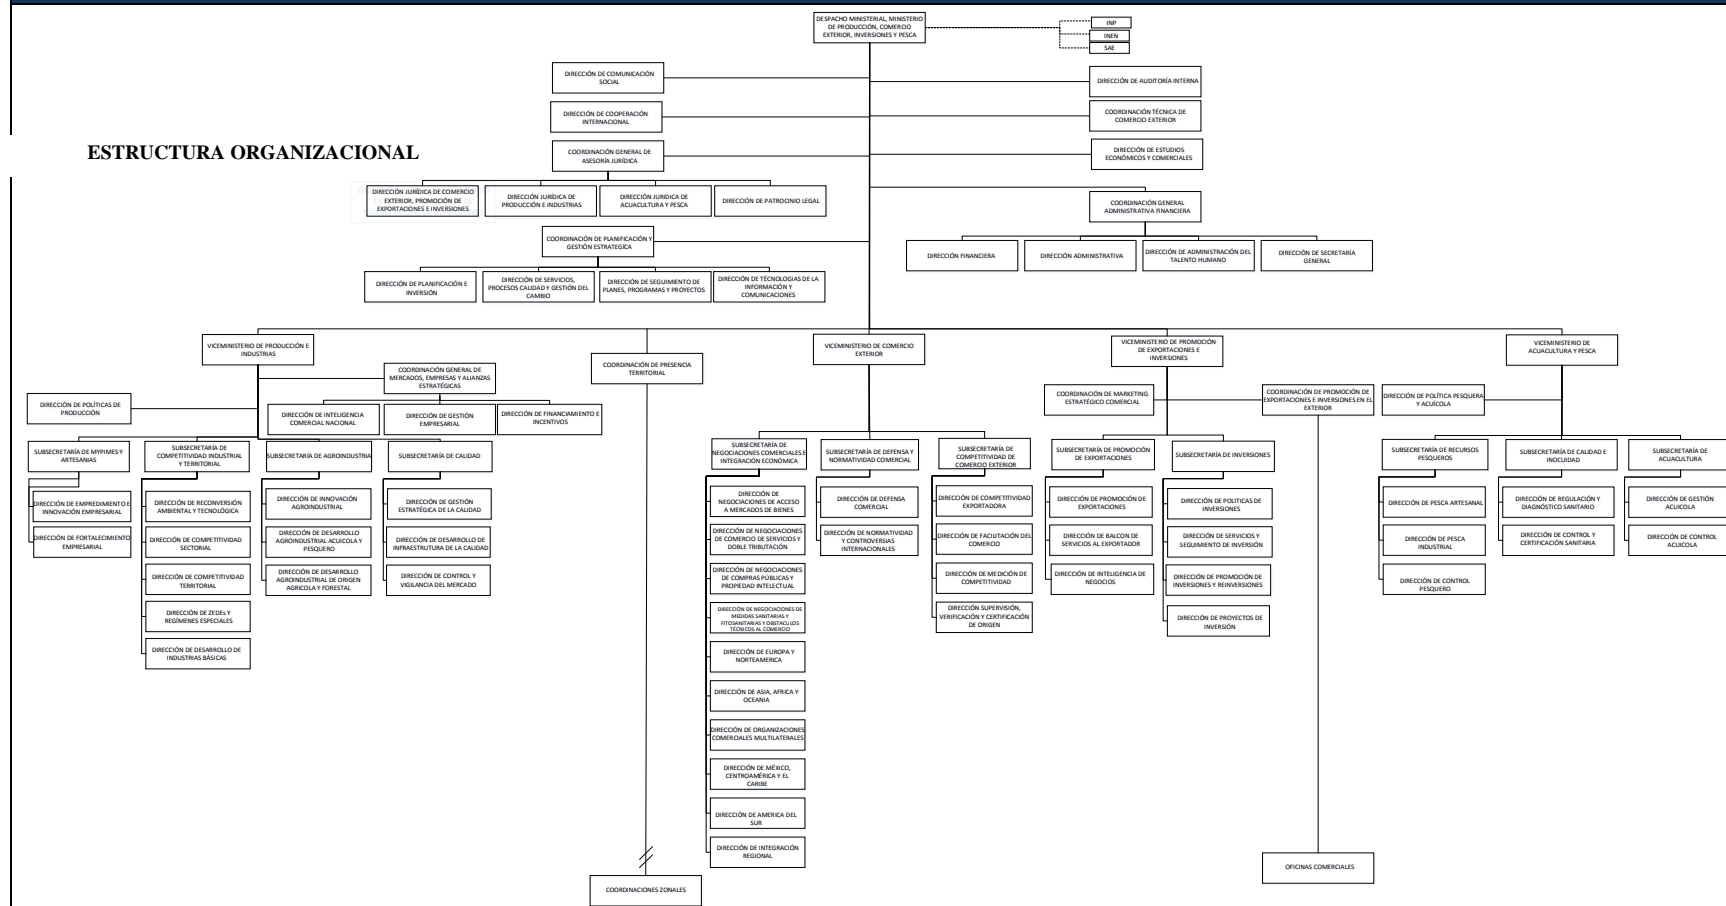 DESPACHO MINISTERIAL, MINISTERIO
DE PRODUCCIÓN, COMERCIO
EXTERIOR, INVERSIONES Y PESCA
INP
INEN
SAE
DIRECCIÓN DE COMUNICACIÓN
SOCIAL
DIRECCIÓN DE AUDITORÍA INTERNA
DIRECCIÓN DE COOPERACIÓN
INTERNACIONAL
COORDINACIÓN TÉCNICA DE
COMERCIO EXTERIOR
ESTRUCTURA ORGANIZACIONAL
COORDINACIÓN GENERAL DE
ASESORÍA JURÍDICA
DIRECCIÓN DE ESTUDIOS
ECONÓMICOS Y COMERCIALES
DIRECCIÓN JURÍDICA DE COMERCIO
EXTERIOR, PROMOCIÓN DE
EXPORTACIONES E INVERSIONES
DIRECCIÓN JURÍDICA DE
PRODUCCIÓN E INDUSTRIAS
DIRECCIÓN JURIDICA DE
ACUACULTURA Y PESCA
DIRECCIÓN DE PATROCINIO LEGAL
COORDINACIÓN GENERAL
ADMINISTRATIVA FINANCIERA
COORDINACIÓN DE PLANIFICACIÓN Y
GESTIÓN ESTRATEGÍCA
DIRECCIÓN FINANCIERA
DIRECCIÓN ADMINISTRATIVA
DIRECCIÓN DE ADMINISTRACIÓN DEL
TALENTO HUMANO
DIRECCIÓN DE SECRETARÍA
GENERAL
DIRECCIÓN DE PLANIFICACIÓN E
INVERSIÓN
DIRECCIÓN DE SERVICIOS,
PROCESOS CALIDAD Y GESTIÓN DEL
CAMBIO
DIRECCIÓN DE SEGUIMIENTO DE
PLANES, PROGRAMAS Y PROYECTOS
DIRECCIÓN DE TÉCNOLOGIAS DE LA
INFORMACIÓN Y
COMUNICACIONES
VICEMINISTERIO DE PRODUCCIÓN E
INDUSTRIAS
COORDINACIÓN DE PRESENCIA
TERRITORIAL
VICEMINISTERIO DE COMERCIO
EXTERIOR
VICEMINISTERIO DE PROMOCIÓN
DE EXPORTACIONES E
INVERSIONES
VICEMINISTERIO DE
ACUACULTURA Y PESCA
COORDINACIÓN GENERAL DE
MERCADOS, EMPRESAS Y ALIANZAS
ESTRATÉGICAS
DIRECCIÓN DE POLÍTICAS DE
PRODUCCIÓN
DIRECCIÓN DE INTELIGENCIA
COMERCIAL NACIONAL
DIRECCIÓN DE GESTIÓN
EMPRESARIAL
DIRECCIÓN DE FINANCIAMIENTO E
INCENTIVOS
COORDINACIÓN DE MARKETING
ESTRATÉGICO COMERCIAL
COORDINACIÓN DE PROMOCIÓN DE
EXPORTACIONES E INVERSIONES EN EL
EXTERIOR
DIRECCIÓN DE POLÍTICA PESQUERA
Y ACUÍCOLA
SUBSECRETARÍA DE MYPIMES Y
ARTESANIAS
SUBSECRETARÍA DE
COMPETITIVIDAD INDUSTRIAL
Y TERRITORIAL
SUBSECRETARÍA DE AGROINDUSTRIA
SUBSECRETARÍA DE CALIDAD
SUBSECRETARÍA DE
NEGOCIACIONES COMERCIALES E
INTEGRACIÓN ECONÓMICA
SUBSECRETARÍA DE DEFENSA Y
NORMATIVIDAD COMERCIAL
SUBSECRETARÍA DE
COMPETITIVIDAD DE
COMERCIO EXTERIOR
SUBSECRETARÍA DE PROMOCIÓN
DE EXPORTACIONES
SUBSECRETARÍA DE INVERSIONES
SUBSECRETARÍA DE RECURSOS
PESQUEROS
SUBSECRETARÍA DE CALIDAD E
INOCUIDAD
SUBSECRETARÍA DE
ACUACULTURA
DIRECCIÓN DE EMPREDIMIENTO E
INNOVACIÓN EMPRESARIAL
DIRECCIÓN DE FORTALECIMIENTO
EMPRESARIAL
DIRECCIÓN DE RECONVERSIÓN
AMBIENTAL Y TECNOLÓGICA
DIRECCIÓN DE COMPETITIVIDAD
SECTORIAL
DIRECCIÓN DE COMPETITIVIDAD
TERRITORIAL
DIRECCIÓN DE ZEDEs Y
REGÍMENES ESPECIALES
DIRECCIÓN DE DESARROLLO DE
INDUSTRIAS BÁSICAS
DIRECCIÓN DE INNOVACIÓN
AGROINDUSTRIAL
DIRECCIÓN DE DESARROLLO
AGROINDUSTRIAL ACUICOLA Y
PESQUERO
DIRECCIÓN DE DESARROLLO
AGROINDUSTRIAL DE ORIGEN
AGRICOLA Y FORESTAL
DIRECCIÓN DE GESTIÓN
ESTRATÉGICA DE LA CALIDAD
DIRECCIÓN DE DESARROLLO DE
INFRAESTRUTURA DE LA CALIDAD
DIRECCIÓN DE CONTROL Y
VIGILANCIA DEL MERCADO
DIRECCIÓN DE
NEGOCIACIONES DE ACCESO
A MERCADOS DE BIENES
DIRECCIÓN DE NEGOCIACIONES
DE COMERCIO DE SERVICIOS Y
DOBLE TRIBUTACIÓN
DIRECCIÓN DE NEGOCIACIONES
DE COMPRAS PÚBLICAS Y
PROPIEDAD INTELECTUAL
DIRECCIÓN DE NEGOCIACIONES DE
MEDIDAS SANITARIAS Y
FITOSANITARIAS Y OBSTACULOS
TÉCNICOS AL COMERCIO
DIRECCIÓN DE EUROPA Y
NORTEAMERICA
DIRECCIÓN DE ASIA, AFRICA Y
OCEANIA
DIRECCIÓN DE ORGANIZACIONES
COMERCIALES MULTILATERALES
DIRECCIÓN DE MÉXICO,
CENTROAMÉRICA Y EL
CARIBE
DIRECCIÓN DE AMERICA DEL
SUR
DIRECCIÓN DE INTEGRACIÓN
REGIONAL
DIRECCIÓN DE DEFENSA
COMERCIAL
DIRECCIÓN DE NORMATIVIDAD
Y CONTROVERSIAS
INTERNACIONALES
DIRECCIÓN DE COMPETITIVIDAD
EXPORTADORA
DIRECCIÓN DE FACILITACIÓN DEL
COMERCIO
DIRECCIÓN DE MEDICIÓN DE
COMPETITIVIDAD
DIRECCIÓN SUPERVISIÓN,
VERIFICACIÓN Y CERTIFICACIÓN
DE ORIGEN
DIRECCIÓN DE PROMOCIÓN DE
EXPORTACIONES
DIRECCIÓN DE BALCON DE
SERVICIOS AL EXPORTADOR
DIRECCIÓN DE INTELIGENCIA DE
NEGOCIOS
DIRECCIÓN DE POLITICAS DE
INVERSIONES
DIRECCIÓN DE SERVICIOS Y
SEGUIMIENTO DE INVERSIÓN
DIRECCIÓN DE PROMOCIÓN DE
INVERSIONES Y REINVERSIONES
DIRECCIÓN DE PROYECTOS DE
INVERSIÓN
DIRECCIÓN DE PESCA ARTESANAL
DIRECCIÓN DE PESCA
INDUSTRIAL
DIRECCIÓN DE CONTROL
PESQUERO
DIRECCIÓN DE REGULACIÓN Y
DIAGNÓSTICO SANITARIO
DIRECCIÓN DE CONTROL Y
CERTIFICACIÓN SANITARIA
DIRECCIÓN DE GESTIÓN
ACUICOLA
DIRECCIÓN DE CONTROL
ACUICOLA
COORDINACIONES ZONALES
OFICINAS COMERCIALES